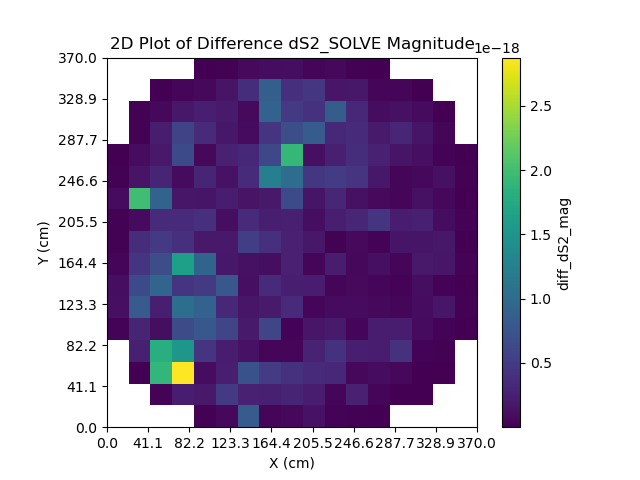 2D Plot of Difference dS2_SOLVE Magnitude
1e−18
370.0
328.9
287.7
246.6
205.5
164.4
123.3
82.2
41.1
0.0
Y (cm)
0.0 41.1 82.2 123.3 164.4 205.5 246.6 287.7 328.9 370.0
X (cm)
2.5
2.0
1.5
1.0
0.5
diff_dS2_mag